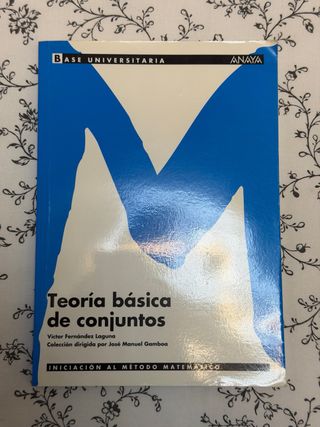 BASE UNIVERSITARIA
ANAYA
Teoría básica
de conjuntos
Víctor Fernández Laguna
Colección dirigida por José Manuel Gamboa
INICIACIÓN AL MÉTODO MATEMÁTICO